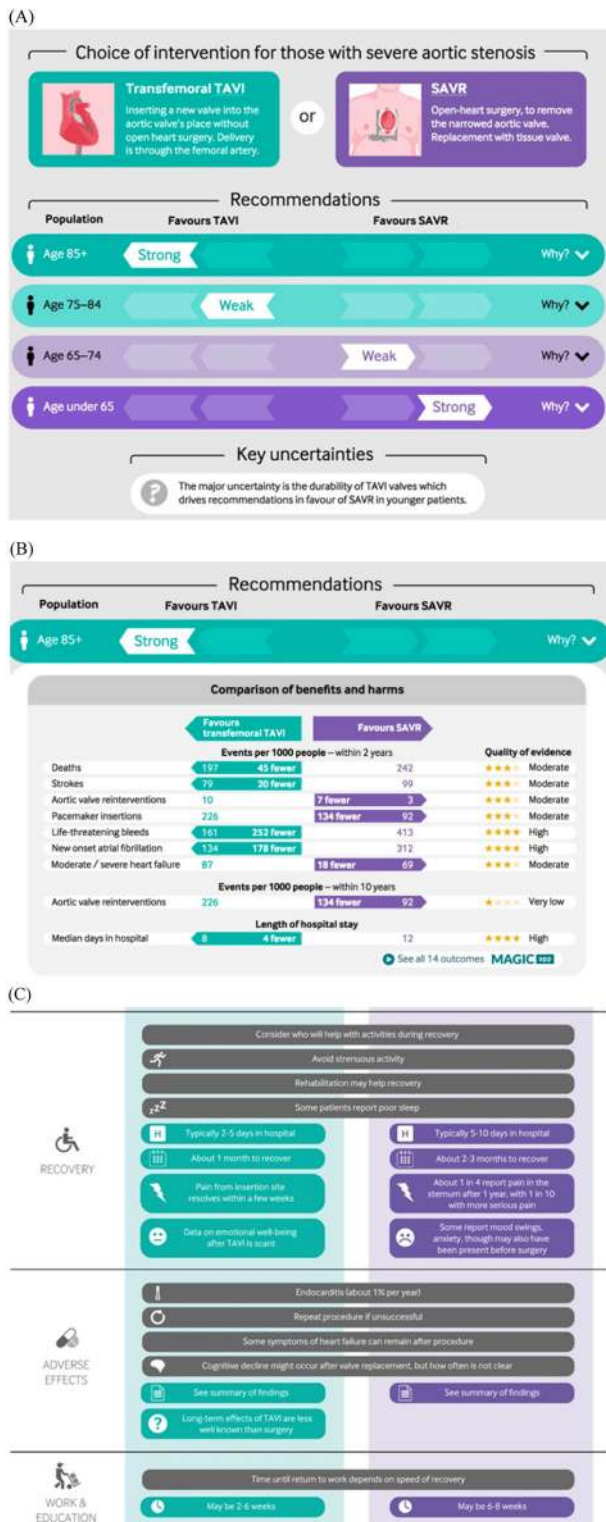 (A)
Choice of intervention for those with severe aortic stenosis
Transfemoral TAVI
Inserting a new valve into the
aortic valve's place without
open heart surgery. Delivery
is through the femoral artery.
or
SAVR
Open-heart surgery, to remove
the narrowed aortic valve.
Replacement with tissue valve.
Recommendations
Population Favours TAVI Favours SAVR
Age 85+ Strong Why?
Age 75–84 Weak Why?
Age 65–74 Weak Why?
Age under 65 Strong Why?
Key uncertainties
?
The major uncertainty is the durability of TAVI valves which
drives recommendations in favour of SAVR in younger patients.
(B)
Recommendations
Population Favours TAVI Favours SAVR
Age 85+ Strong Why?
Comparison of benefits and harms
Favours
transfemoral TAVI
Favours SAVR
Events per 1000 people – within 2 years Quality of evidence
Deaths 197 45 fewer 242 Moderate
Strokes 79 20 fewer 99 Moderate
Aortic valve reinterventions 10 7 fewer 3 Moderate
Pacemaker insertions 226 134 fewer 92 Moderate
Life-threatening bleeds 161 252 fewer 413 High
New onset atrial fibrillation 134 178 fewer 312 High
Moderate / severe heart failure 87 18 fewer 69 Moderate
Events per 1000 people – within 10 years
Aortic valve reinterventions 226 134 fewer 92 Very low
Length of hospital stay
Median days in hospital 8 4 fewer 12 High
See all 14 outcomes MAGIC
(C)
RECOVERY
Consider who will help with activities during recovery
Avoid strenuous activity
Rehabilitation may help recovery
zzZ Some patients report poor sleep
H Typically 2-5 days in hospital
H Typically 5-10 days in hospital
About 1 month to recover
About 2-3 months to recover
Pain from insertion site
resolves within a few weeks
About 1 in 4 report pain in the
sternum after 1 year, with 1 in 10
with more serious pain
Data on emotional well-being
after TAVI is scant
Some report mood swings,
anxiety, though may also have
been present before surgery
ADVERSE
EFFECTS
Endocarditis (about 1% per year)
Repeat procedure if unsuccessful
Some symptoms of heart failure can remain after procedure
Cognitive decline might occur after valve replacement, but how often is not clear
See summary of findings
See summary of findings
? Long-term effects of TAVI are less
well known than surgery
WORK &
EDUCATION
Time until return to work depends on speed of recovery
May be 2-6 weeks
May be 6-8 weeks